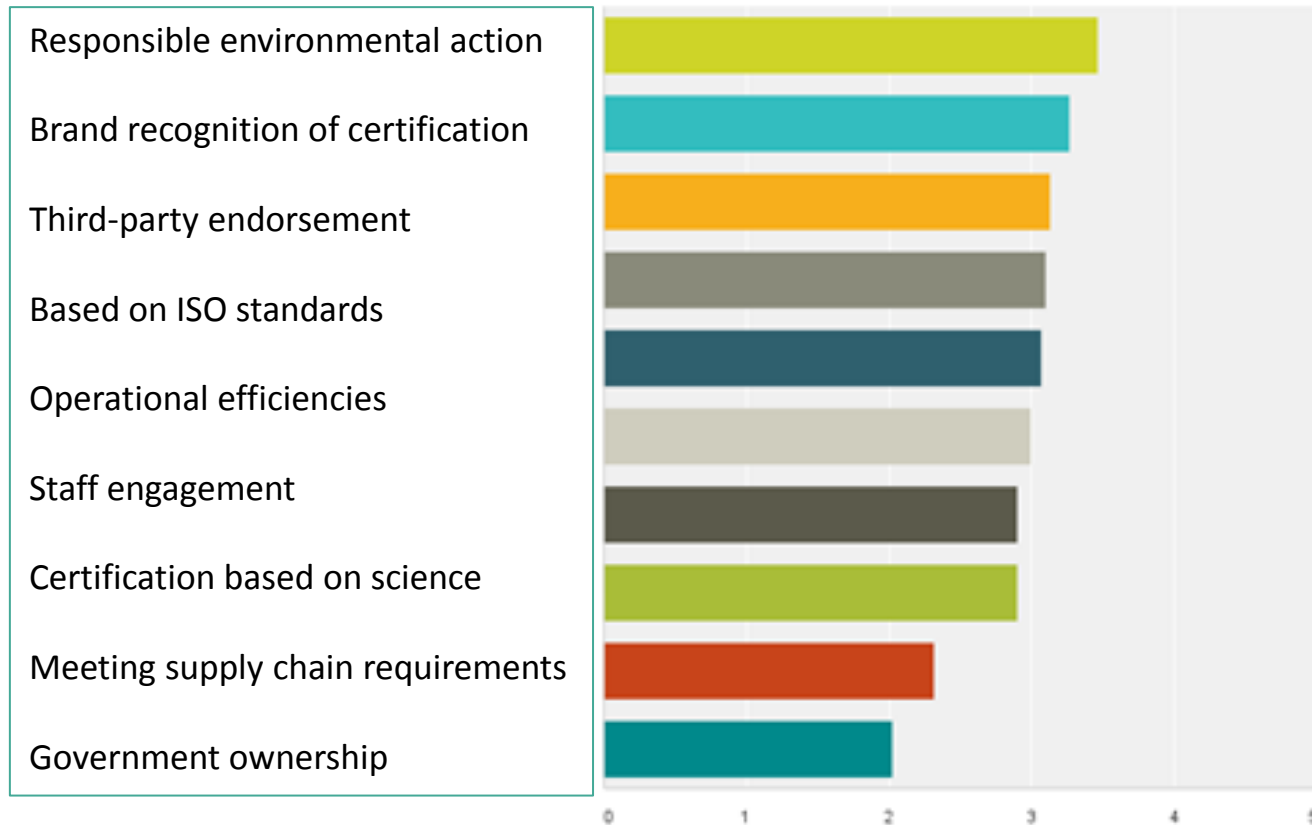 Responsible environmental action
Brand recognition of certification
Third-party endorsement
Based on ISO standards
Operational efficiencies
Staff engagement
Certification based on science
Meeting supply chain requirements
Government ownership
0 1 2 3 4 5